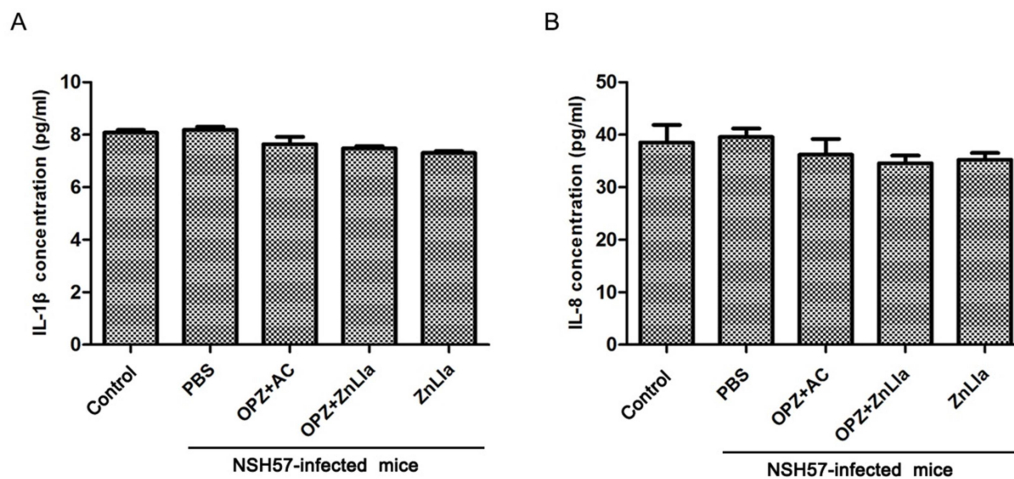 A
IL-1β concentration (pg/ml)
10
8
6
4
2
0
Control
PBS
OPZ+AC
OPZ+ZnLla
ZnLla
NSH57-infected mice
B
IL-8 concentration (pg/ml)
50
40
30
20
10
0
Control
PBS
OPZ+AC
OPZ+ZnLla
ZnLla
NSH57-infected mice